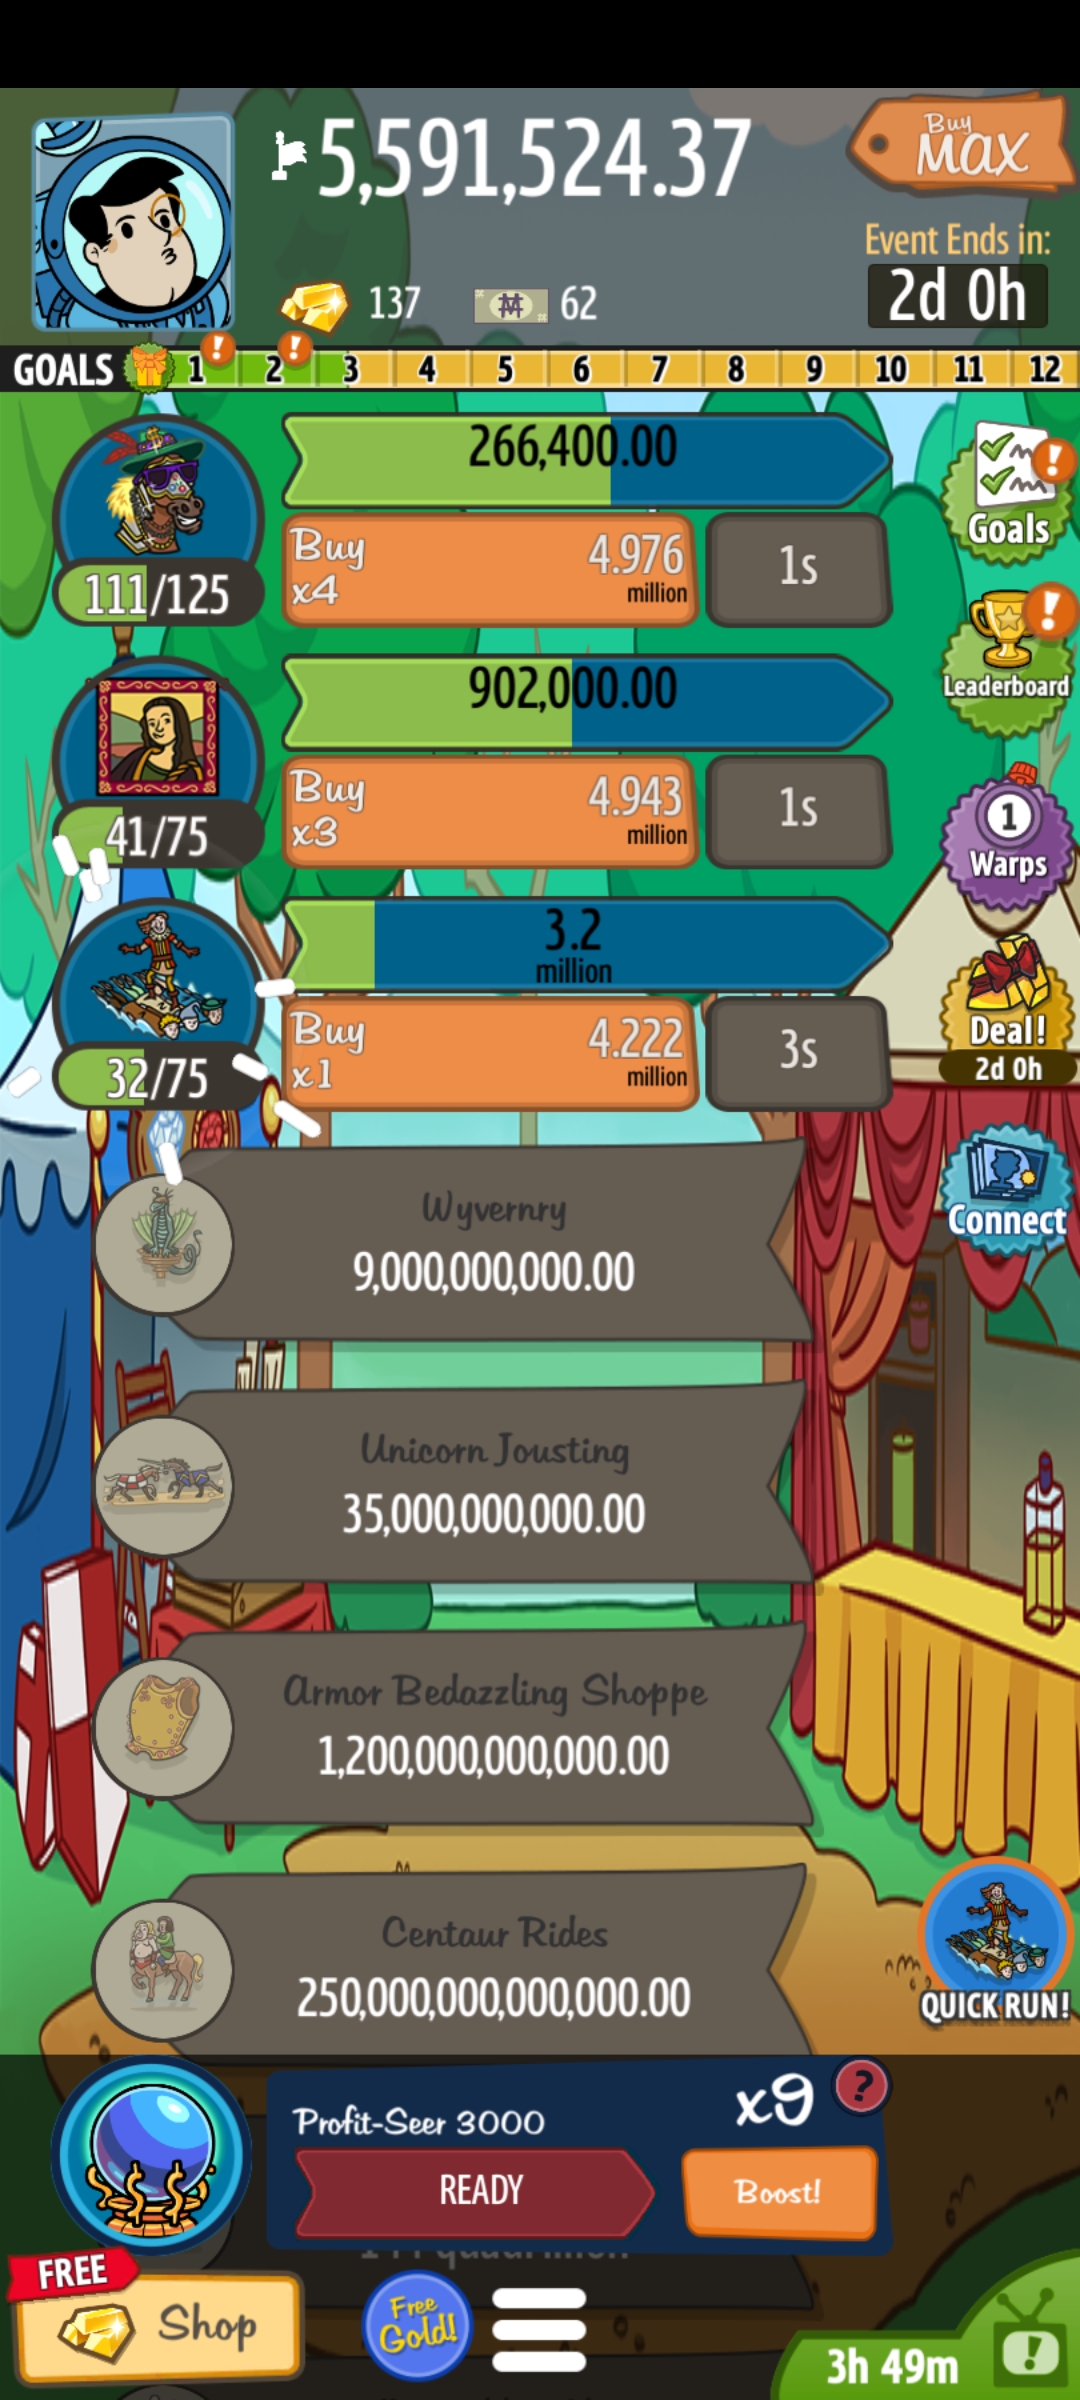 5,591,524.37
Buy
MAX
Event Ends in:
2d 0h
137
62
GOALS
! !
1 2 3 4 5 6 7 8 9 10 11 12
266,400.00
Buy
x4
4.976
million
1s
111/125
!
Goals
902,000.00
Buy
x3
4.943
million
1s
41/75
!
Leaderboard
1
Warps
3.2
million
Buy
x1
4.222
million
3s
32/75
Deal!
2d 0h
Wyvernry
9,000,000,000.00
Connect
Unicorn Jousting
35,000,000,000.00
Armor Bedazzling Shoppe
1,200,000,000,000.00
Centaur Rides
250,000,000,000,000.00
QUICK RUN!
Profit-Seer 3000
x9
?
READY
Boost!
FREE
Shop
Free
Gold!
3h 49m
!